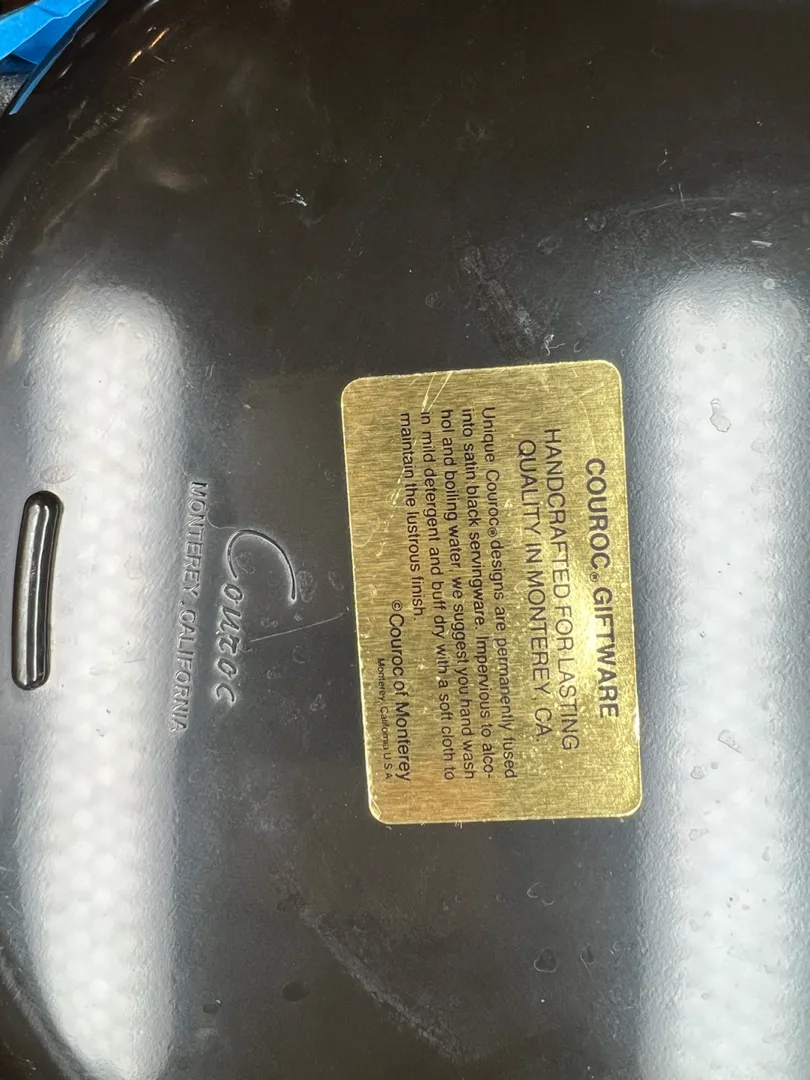 COUROC® GIFTWARE
HANDCRAFTED FOR LASTING
QUALITY IN MONTEREY, CA.
Unique Couroc® designs are permanently fused
into satin black servingware. Impervious to alco-
hol and boiling water, we suggest you hand wash
in mild detergent and buff dry with a soft cloth to
maintain the lustrous finish.
©Couroc of Monterey
Monterey, California U S A
Couroc
MONTEREY, CALIFORNIA